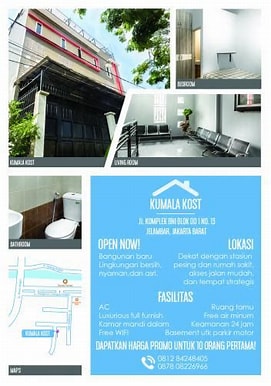 KUMALA KOST
BEDROOM
LIVING ROOM
BATHROOM
MAPS
KUMALA KOST
KUMALA KOST
JL. KOMPLEK BNI BLOK DD 1 NO. 13
JELAMBAR, JAKARTA BARAT
OPEN NOW!
Bangunan baru
Lingkungan bersih,
nyaman,dan asri.
LOKASI
Dekat dengan stasiun
pesing dan rumah sakit,
akses jalan mudah,
dan tempat strategis
FASILITAS
AC
Luxurious full furnish.
Kamar mandi dalam
Free WIFI
Ruang tamu
Free air minum
Keamanan 24 jam
Basement utk parkir motor
DAPATKAN HARGA PROMO UNTUK 10 ORANG PERTAMA!
0812 84248405
0878 08226966